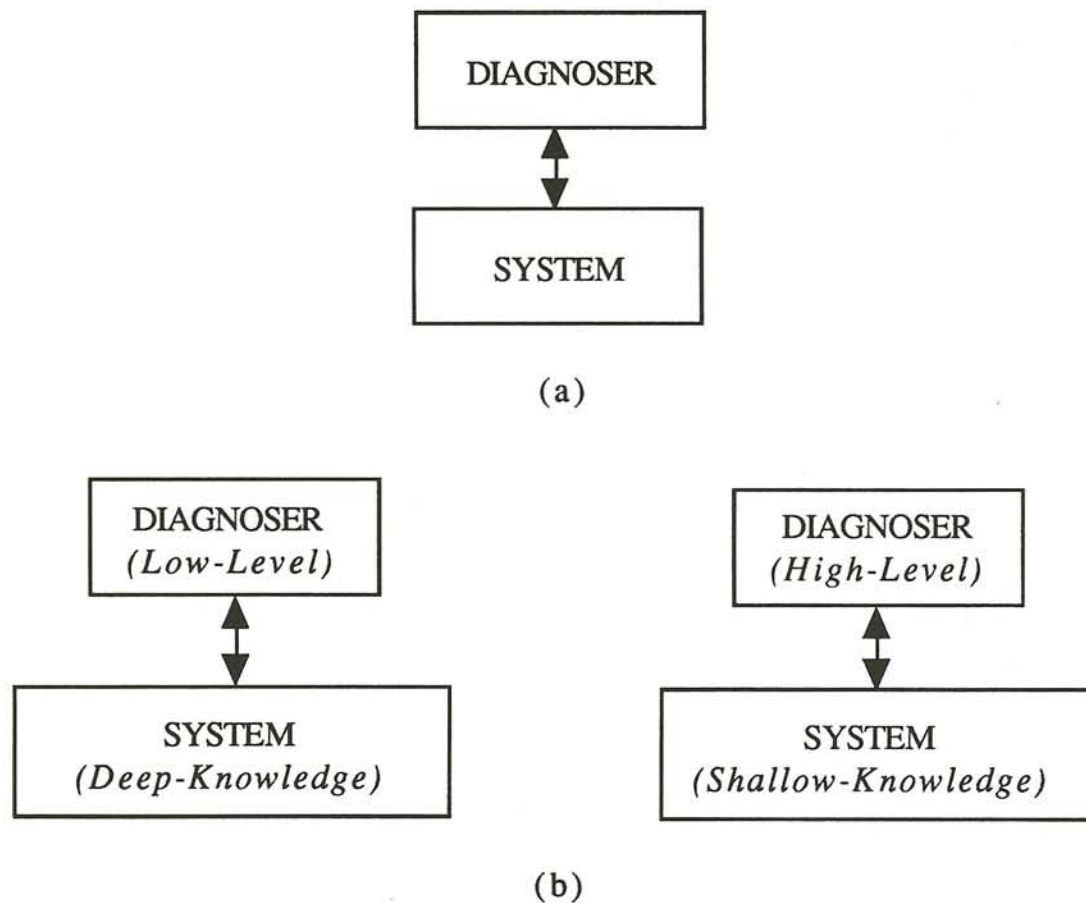 DIAGNOSER
SYSTEM
(a)
DIAGNOSER
(Low-Level)
SYSTEM
(Deep-Knowledge)
DIAGNOSER
(High-Level)
SYSTEM
(Shallow-Knowledge)
(b)